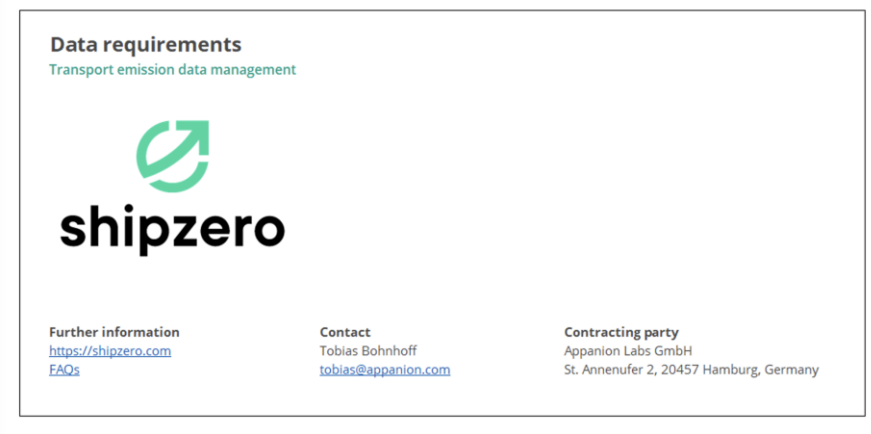 Data requirements
Transport emission data management
shipzero
Further information
https://shipzero.com
FAQs
Contact
Tobias Bohnhoff
tobias@appanion.com
Contracting party
Appanion Labs GmbH
St. Annenufer 2, 20457 Hamburg, Germany